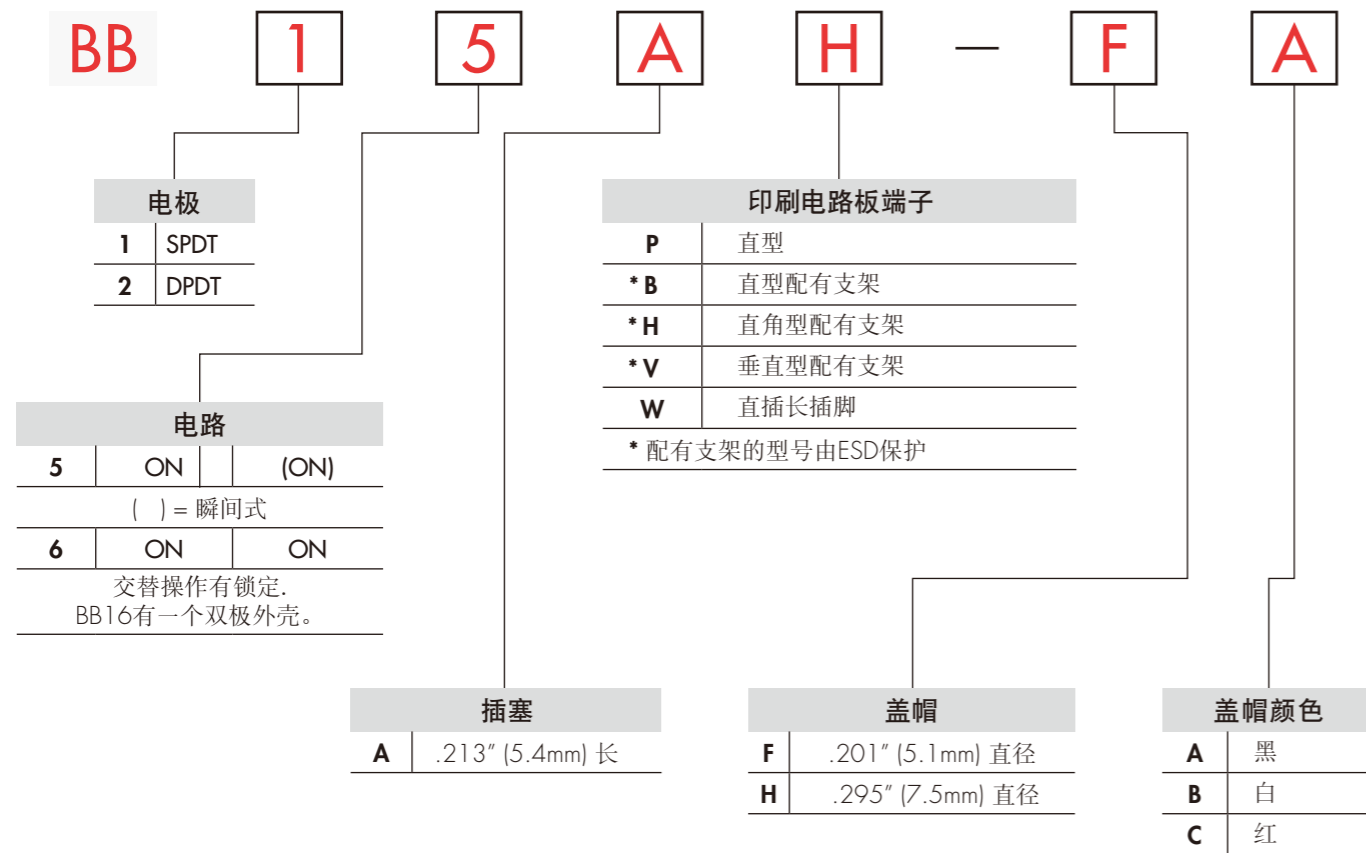 BB 1 5 A H — F A
电极
1 SPDT
2 DPDT
印刷电路板端子
P 直型
* B 直型配有支架
* H 直角型配有支架
* V 垂直型配有支架
W 直插长插脚
* 配有支架的型号由ESD保护
电路
5 ON (ON)
( ) = 瞬间式
6 ON ON
交替操作有锁定.
BB16有一个双极外壳。
插塞
A .213" (5.4mm) 长
盖帽
F .201" (5.1mm) 直径
H .295" (7.5mm) 直径
盖帽颜色
A 黑
B 白
C 红